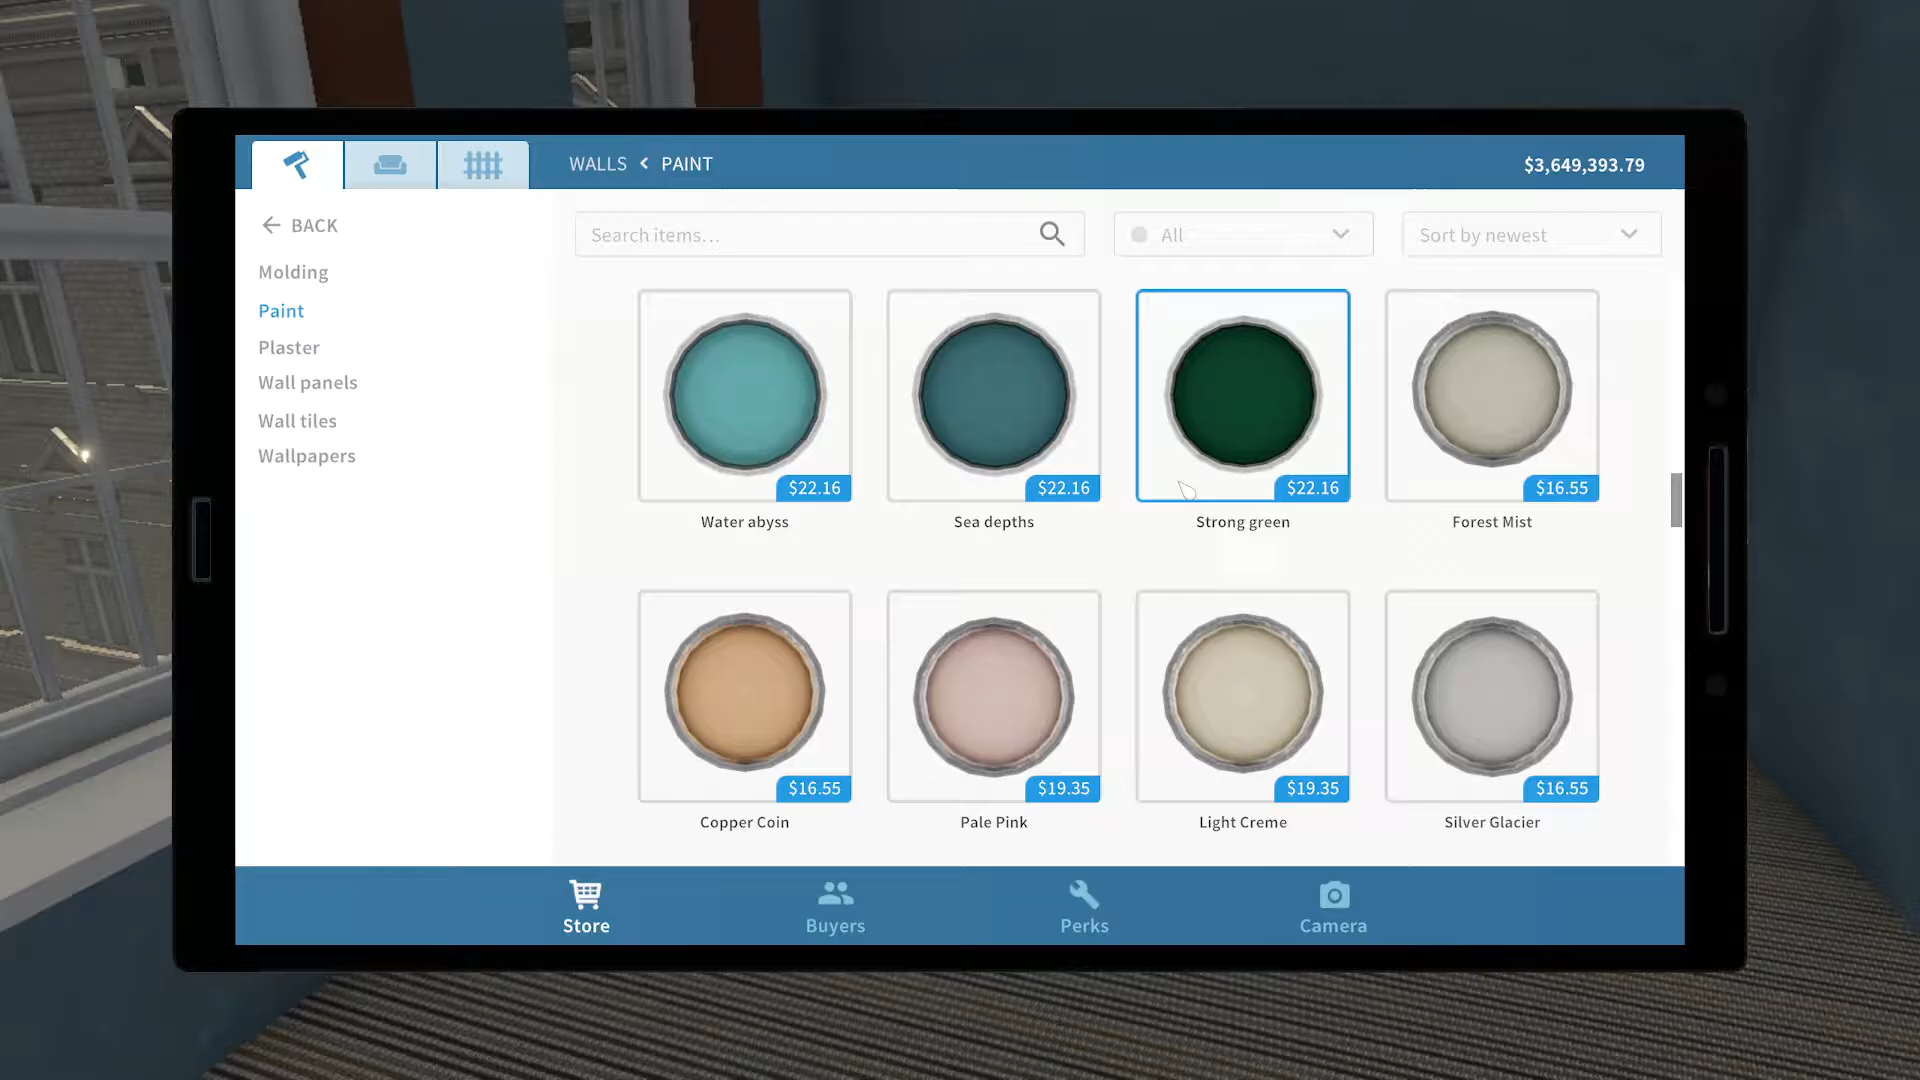 WALLS < PAINT
$3,649,393.79
BACK
Molding
Paint
Plaster
Wall panels
Wall tiles
Wallpapers
Search items...
All
Sort by newest
$22.16
$22.16
$22.16
$16.55
Water abyss
Sea depths
Strong green
Forest Mist
$16.55
$19.35
$19.35
$16.55
Copper Coin
Pale Pink
Light Creme
Silver Glacier
Store
Buyers
Perks
Camera